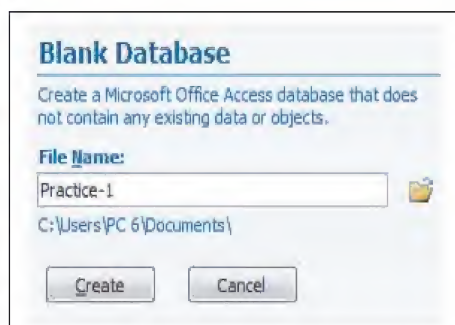 Blank Database
Create a Microsoft Office Access database that does
not contain any existing data or objects.
File Name:
Practice-1
C:\Users\PC 6\Documents\
Create Cancel